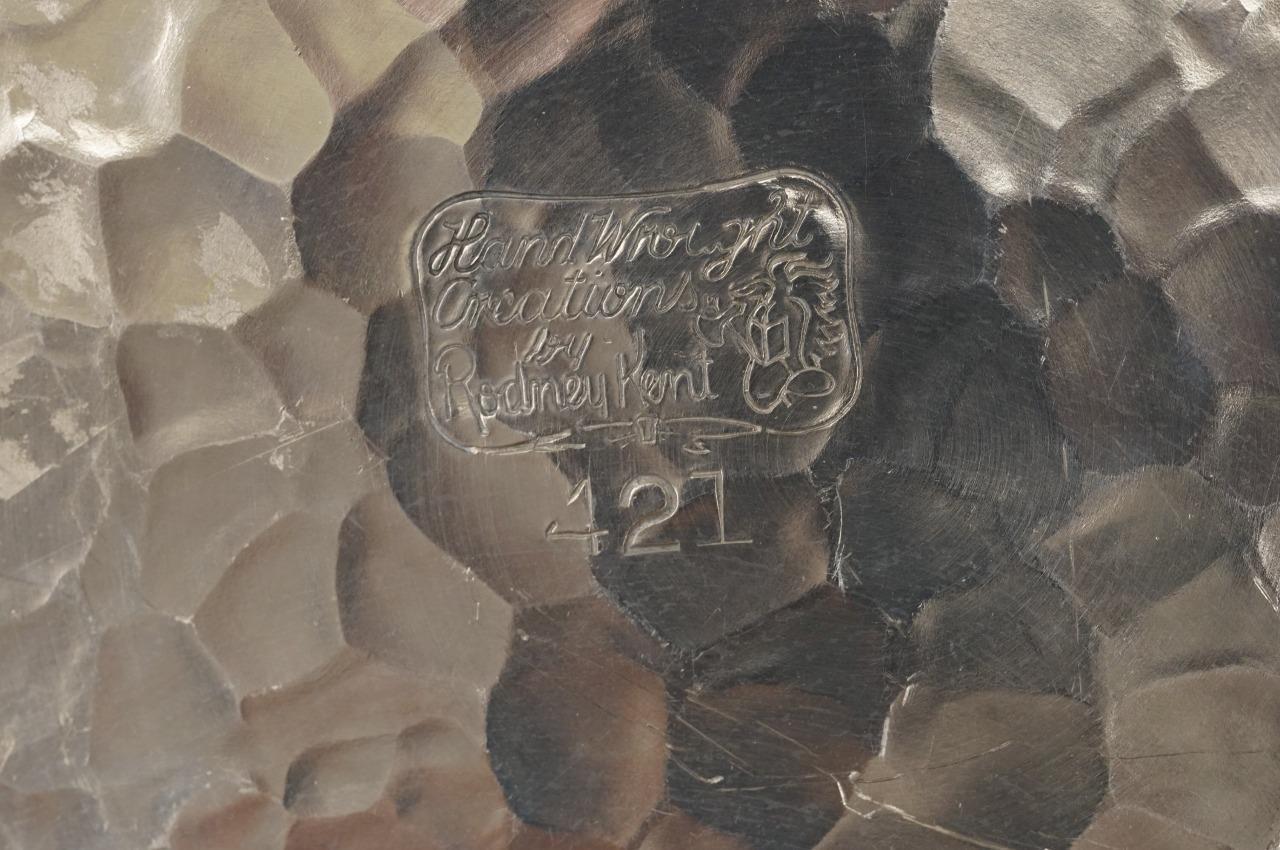 Hand Wrought
Creations
by
Rodney Kent
421